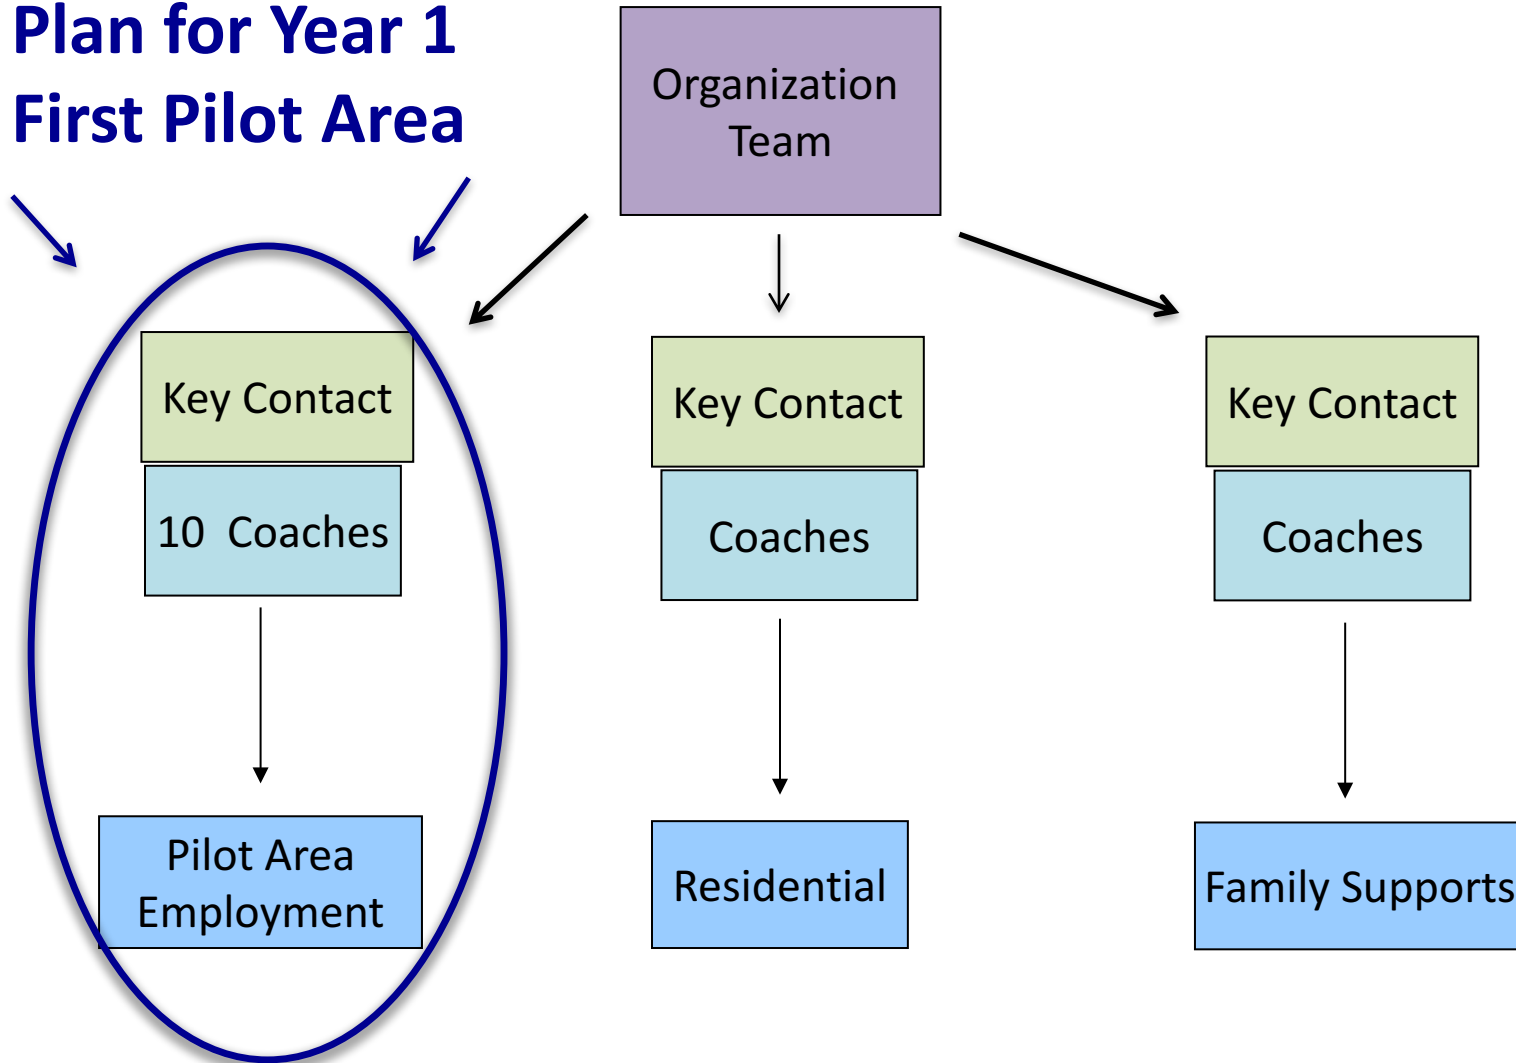 Plan for Year 1
First Pilot Area
Organization
Team
Key Contact
10 Coaches
Pilot Area
Employment
Key Contact
Coaches
Residential
Key Contact
Coaches
Family Supports